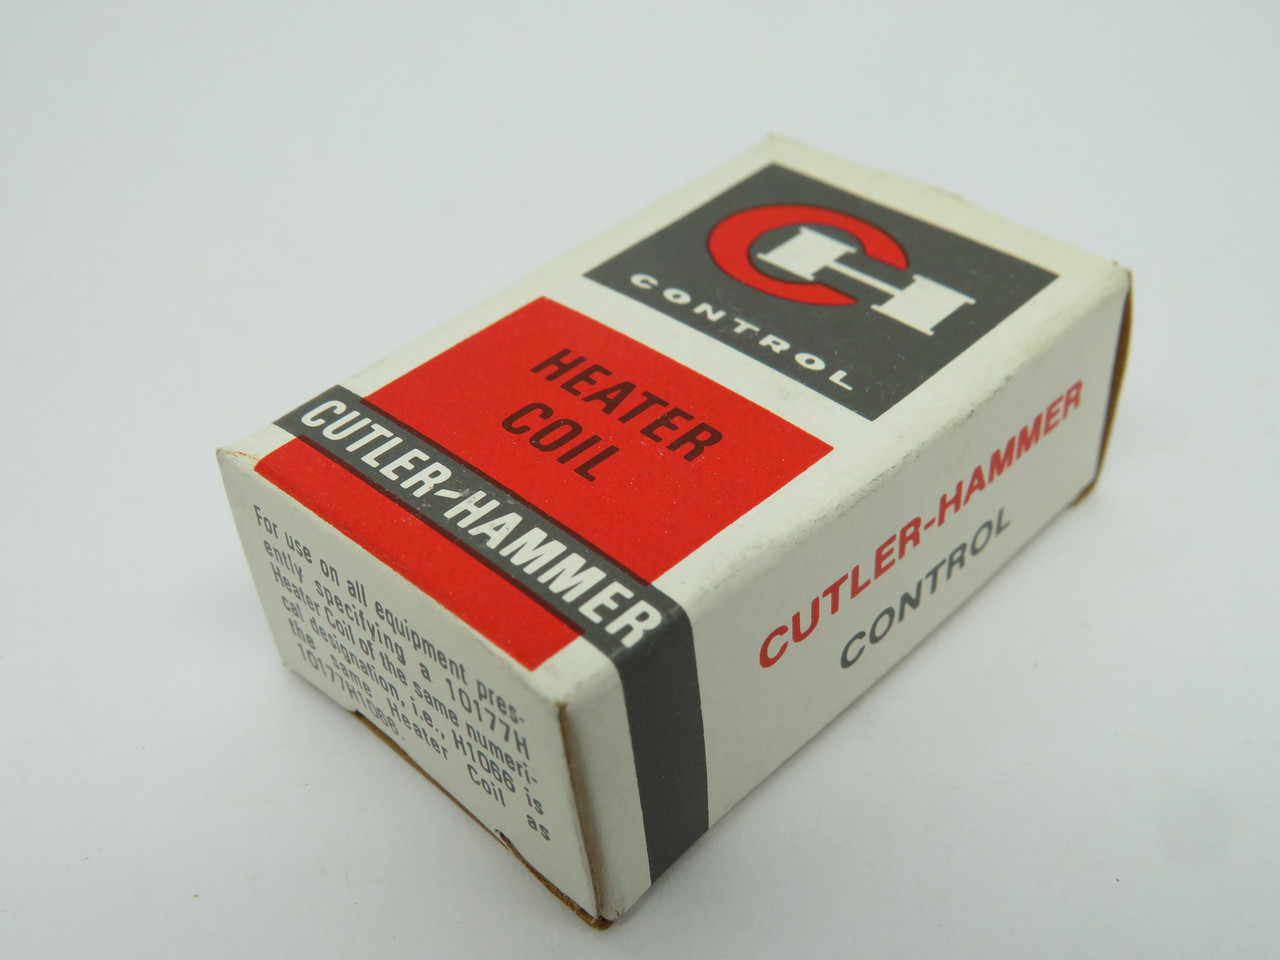 CH
CONTROL
HEATER
COIL
CUTLER-HAMMER
CUTLER-HAMMER
CONTROL
For use on all equipment pres-
ently specifying a 10177H
Heater Coil of the same numeri-
cal designation, i.e., H1066 is
the same Heater Coil as
10177H1066.